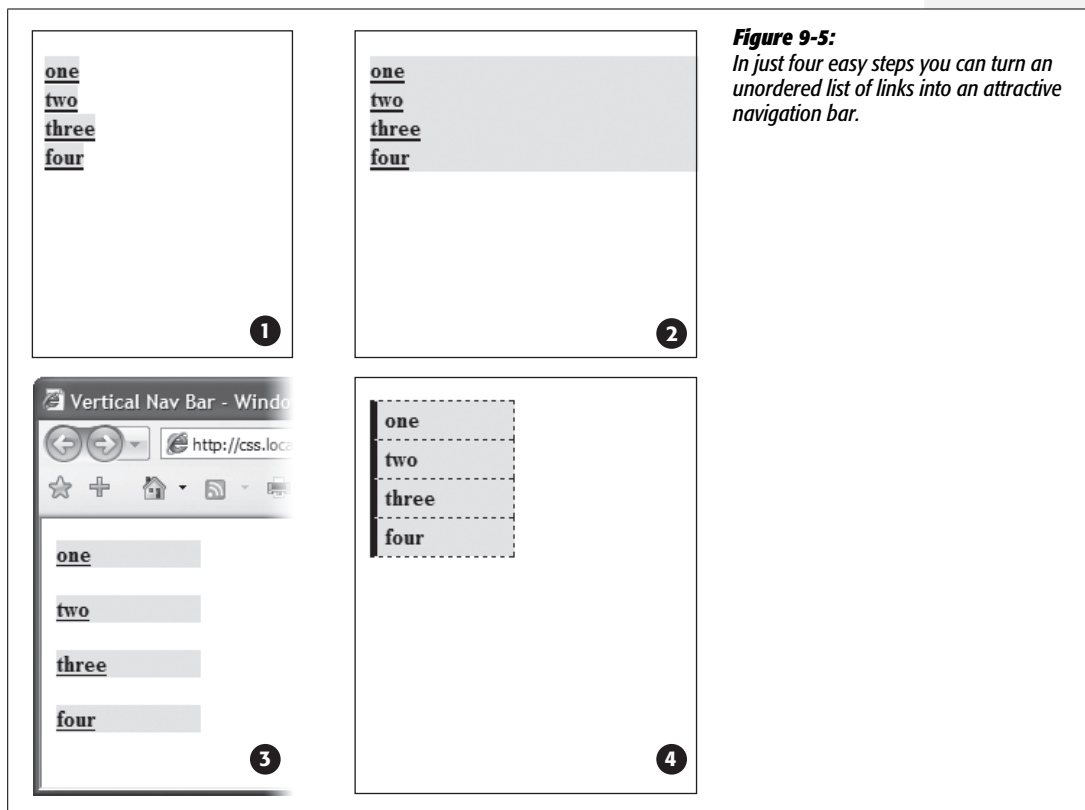 Figure 9-5:
In just four easy steps you can turn an
unordered list of links into an attractive
navigation bar.
one
two
three
four
1
one
two
three
four
2
Vertical Nav Bar - Windo
http://css.loca
one
two
three
four
3
one
two
three
four
4